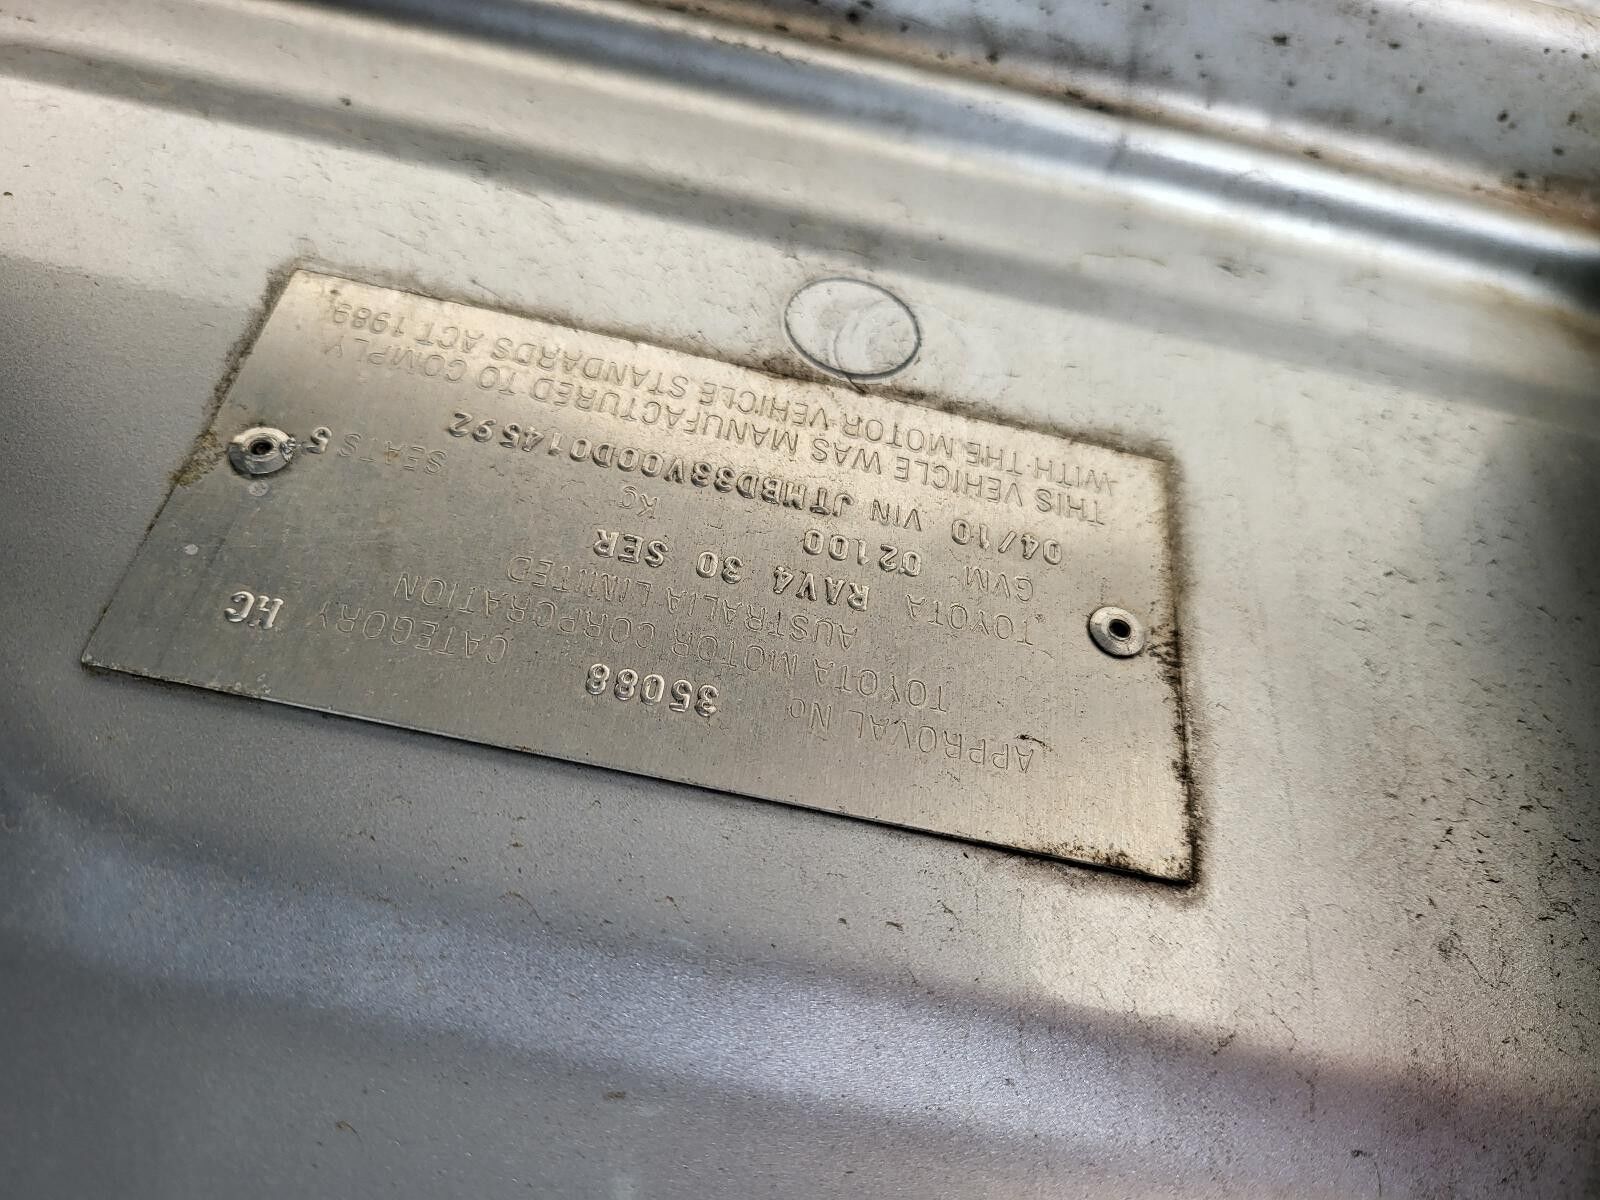 APPROVAL No 35088 CATEGORY MC
TOYOTA MOTOR CORPORATION
AUSTRALIA LIMITED
TOYOTA RAV4 30 SER
GVM 02100 Kg SEATS 5
04/10 VIN JTMBD33V00D014592
THIS VEHICLE WAS MANUFACTURED TO COMPLY
WITH THE MOTOR VEHICLE STANDARDS ACT 1989